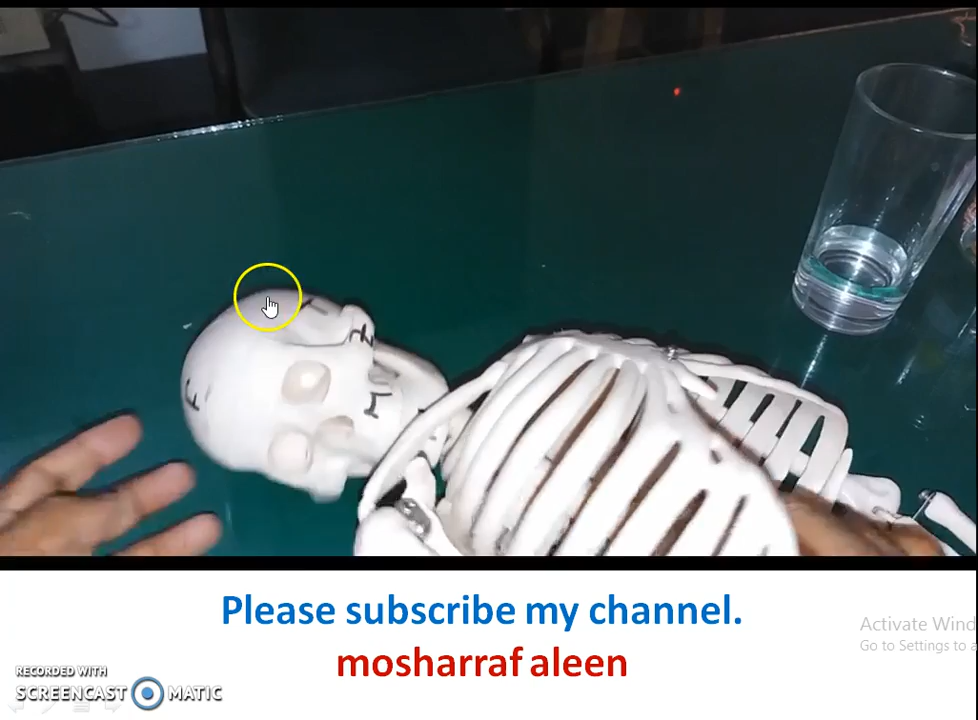 T
Z
F
M
Please subscribe my channel.
mosharraf aleen
Activate Wind
Go to Settings to a
RECORDED WITH
SCREENCAST MATIC